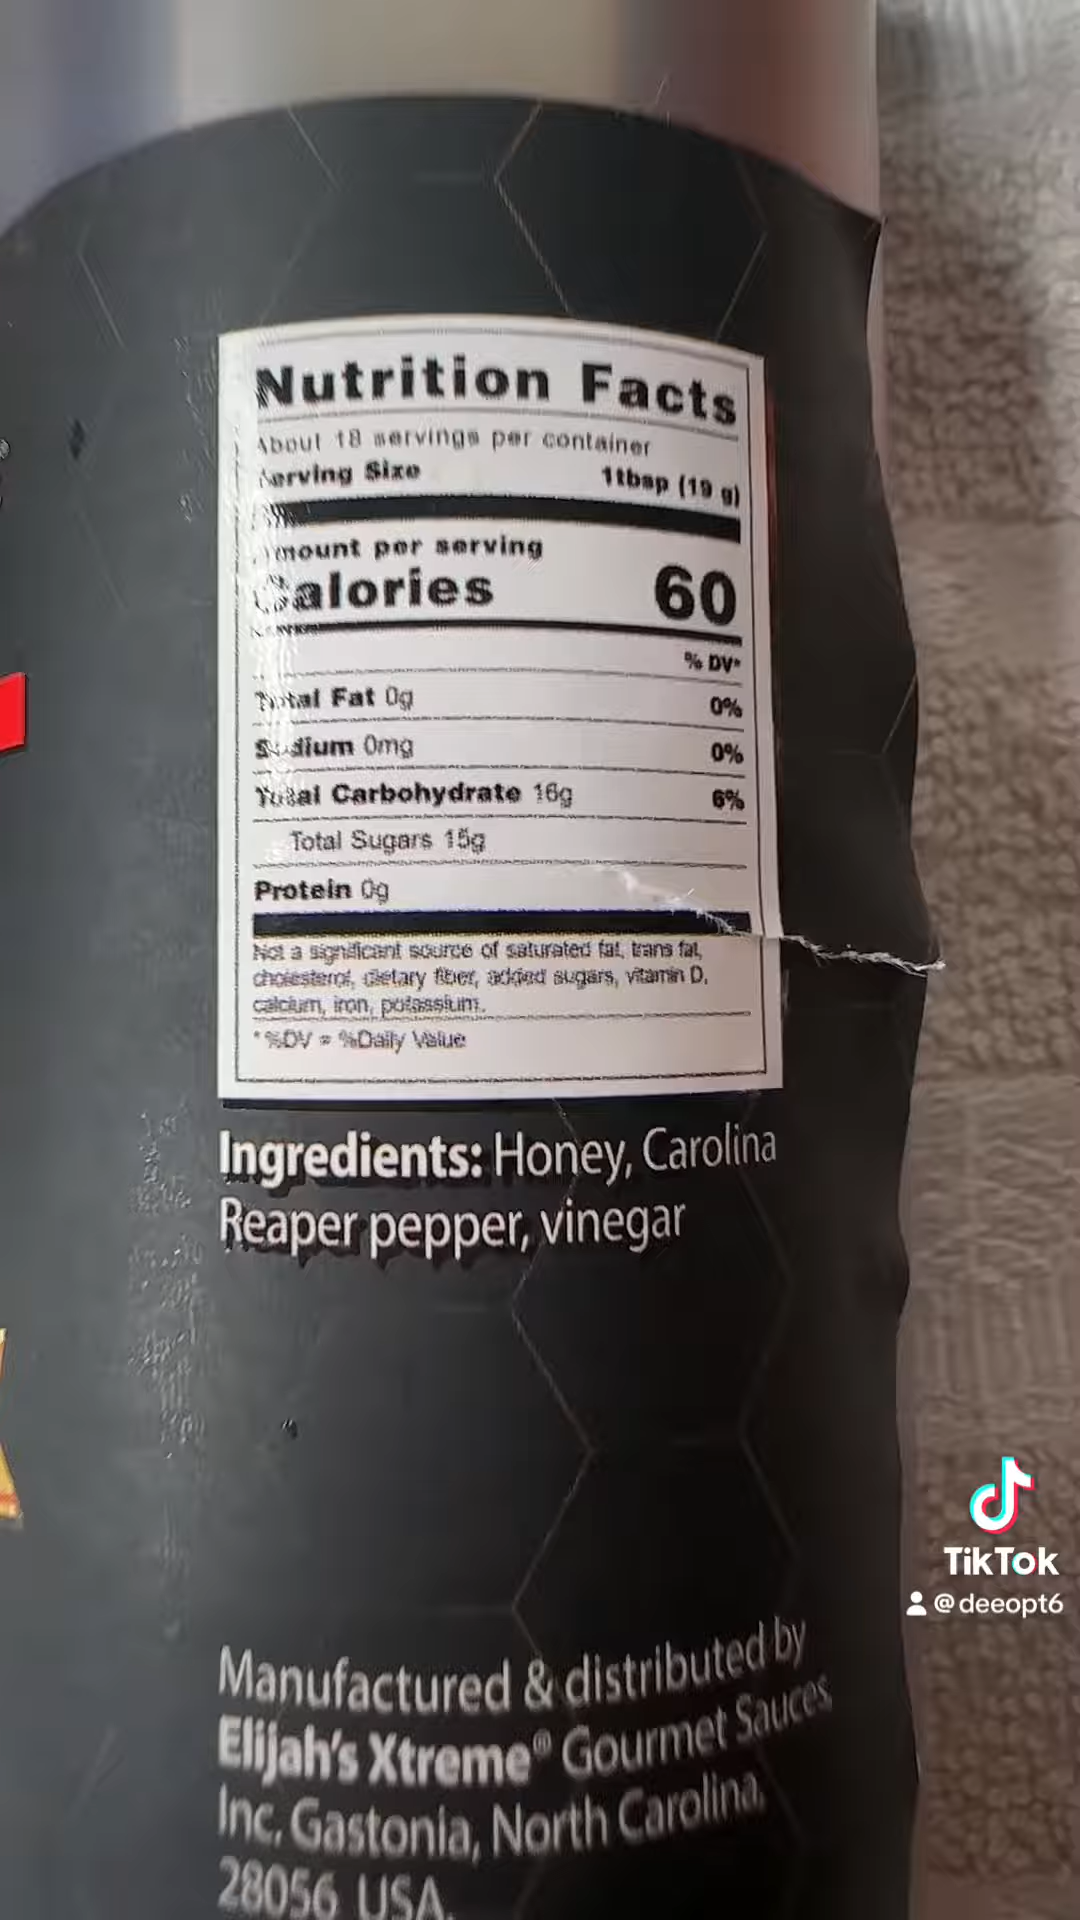 Nutrition Facts
About 18 servings per container
Serving Size 1tbsp (19 g)
Amount per serving
Calories 60
% DV*
Total Fat 0g 0%
Sodium 0mg 0%
Total Carbohydrate 16g 6%
Total Sugars 15g
Protein 0g
Not a significant source of saturated fat, trans fat,
cholesterol, dietary fiber, added sugars, vitamin D,
calcium, iron, potassium.
*%DV = %Daily Value
Ingredients: Honey, Carolina
Reaper pepper, vinegar
TikTok
@deeopt6
Manufactured & distributed by
Elijah's Xtreme® Gourmet Sauces
Inc. Gastonia, North Carolina,
28056 USA.